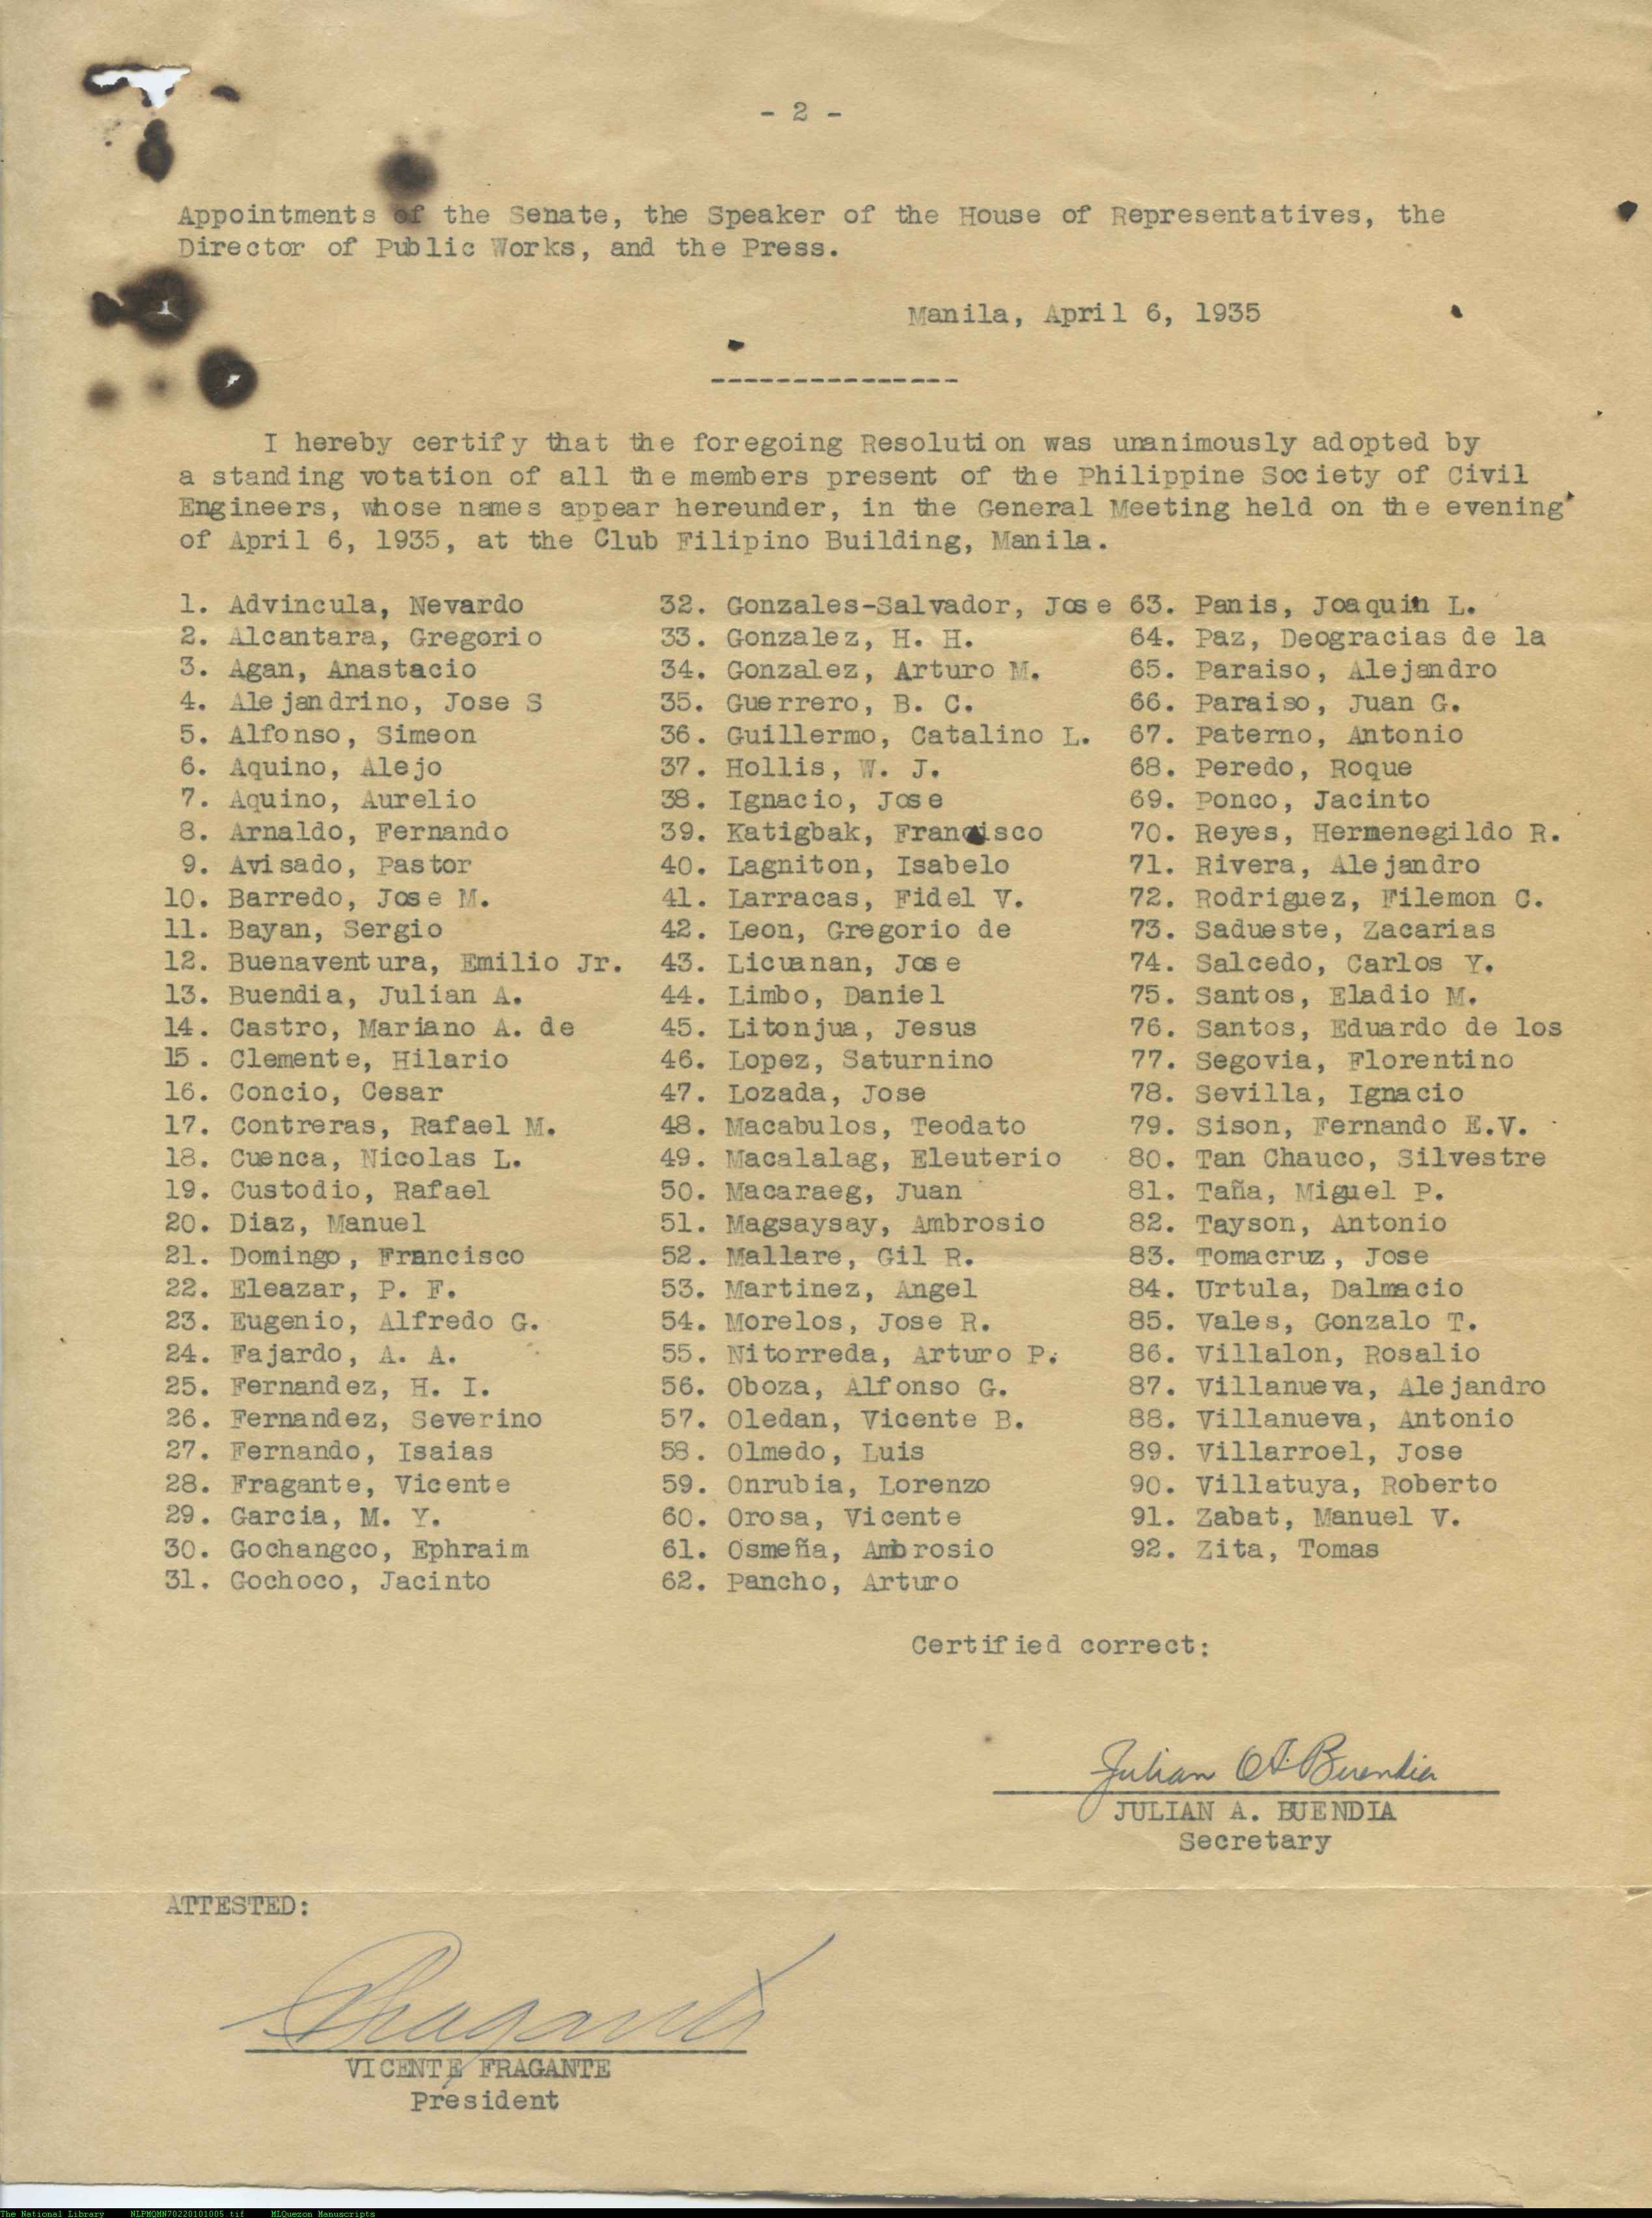 - 2 -
Appointments of the Senate, the Speaker of the House of Representatives, the
Director of Public Works, and the Press.
Manila, April 6, 1935
---------------
I hereby certify that the foregoing Resolution was unanimously adopted by
a standing votation of all the members present of the Philippine Society of Civil
Engineers, whose names appear hereunder, in the General Meeting held on the evening
of April 6, 1935, at the Club Filipino Building, Manila.
1. Advincula, Nevardo
2. Alcantara, Gregorio
3. Agan, Anastacio
4. Alejandrino, Jose S
5. Alfonso, Simeon
6. Aquino, Alejo
7. Aquino, Aurelio
8. Arnaldo, Fernando
9. Avisado, Pastor
10. Barredo, Jose M.
11. Bayan, Sergio
12. Buenaventura, Emilio Jr.
13. Buendia, Julian A.
14. Castro, Mariano A. de
15. Clemente, Hilario
16. Concio, Cesar
17. Contreras, Rafael M.
18. Cuenca, Nicolas L.
19. Custodio, Rafael
20. Diaz, Manuel
21. Domingo, Francisco
22. Eleazar, P. F.
23. Eugenio, Alfredo G.
24. Fajardo, A. A.
25. Fernandez, H. I.
26. Fernandez, Severino
27. Fernando, Isaias
28. Fragante, Vicente
29. Garcia, M. Y.
30. Gochangco, Ephraim
31. Gochoco, Jacinto
32. Gonzales-Salvador, Jose
33. Gonzalez, H. H.
34. Gonzalez, Arturo M.
35. Guerrero, B. C.
36. Guillermo, Catalino L.
37. Hollis, W. J.
38. Ignacio, Jose
39. Katigbak, Francisco
40. Lagniton, Isabelo
41. Larracas, Fidel V.
42. Leon, Gregorio de
43. Licuanan, Jose
44. Limbo, Daniel
45. Litonjua, Jesus
46. Lopez, Saturnino
47. Lozada, Jose
48. Macabulos, Teodato
49. Macalalag, Eleuterio
50. Macaraeg, Juan
51. Magsaysay, Ambrosio
52. Mallare, Gil R.
53. Martinez, Angel
54. Morelos, Jose R.
55. Nitorreda, Arturo P.
56. Oboza, Alfonso G.
57. Oledan, Vicente B.
58. Olmedo, Luis
59. Onrubia, Lorenzo
60. Orosa, Vicente
61. Osmeña, Ambrosio
62. Pancho, Arturo
63. Panis, Joaquin L.
64. Paz, Deogracias de la
65. Paraiso, Alejandro
66. Paraiso, Juan G.
67. Paterno, Antonio
68. Peredo, Roque
69. Ponco, Jacinto
70. Reyes, Hermenegildo R.
71. Rivera, Alejandro
72. Rodriguez, Filemon C.
73. Sadueste, Zacarias
74. Salcedo, Carlos Y.
75. Santos, Eladio M.
76. Santos, Eduardo de los
77. Segovia, Florentino
78. Sevilla, Ignacio
79. Sison, Fernando E.V.
80. Tan Chauco, Silvestre
81. Taña, Miguel P.
82. Tayson, Antonio
83. Tomacruz, Jose
84. Urtula, Dalmacio
85. Vales, Gonzalo T.
86. Villalon, Rosalio
87. Villanueva, Alejandro
88. Villanueva, Antonio
89. Villarroel, Jose
90. Villatuya, Roberto
91. Zabat, Manuel V.
92. Zita, Tomas
Certified correct:
Julian A. Buendia
JULIAN A. BUENDIA
Secretary
ATTESTED:
Fragante
VICENTE FRAGANTE
President
The National Library NLPMQMN70220101005.tif MLQuezon Manuscripts